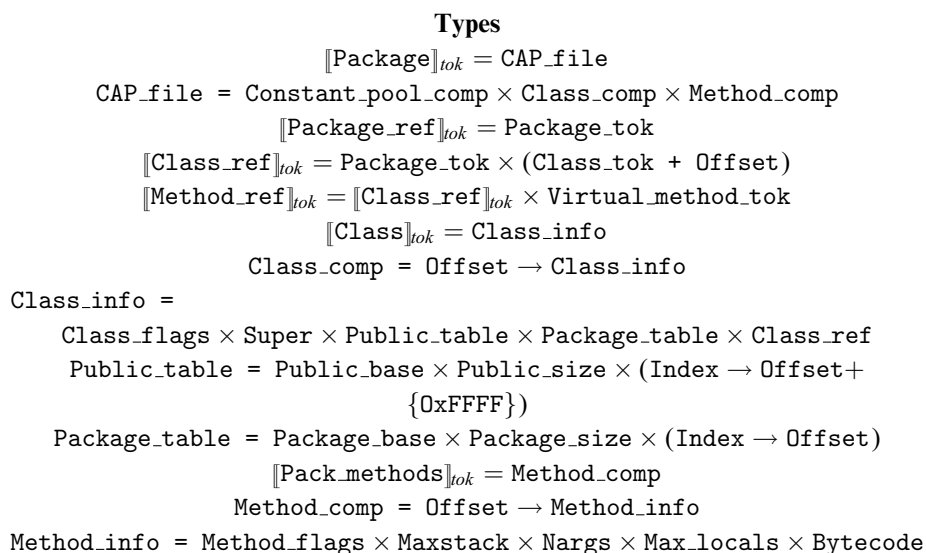 Types
⟦Package⟧tok = CAP_file
CAP_file = Constant_pool_comp × Class_comp × Method_comp
⟦Package_ref⟧tok = Package_tok
⟦Class_ref⟧tok = Package_tok × (Class_tok + Offset)
⟦Method_ref⟧tok = ⟦Class_ref⟧tok × Virtual_method_tok
⟦Class⟧tok = Class_info
Class_comp = Offset → Class_info
Class_info =
Class_flags × Super × Public_table × Package_table × Class_ref
Public_table = Public_base × Public_size × (Index → Offset+
{0xFFFF})
Package_table = Package_base × Package_size × (Index → Offset)
⟦Pack_methods⟧tok = Method_comp
Method_comp = Offset → Method_info
Method_info = Method_flags × Maxstack × Nargs × Max_locals × Bytecode